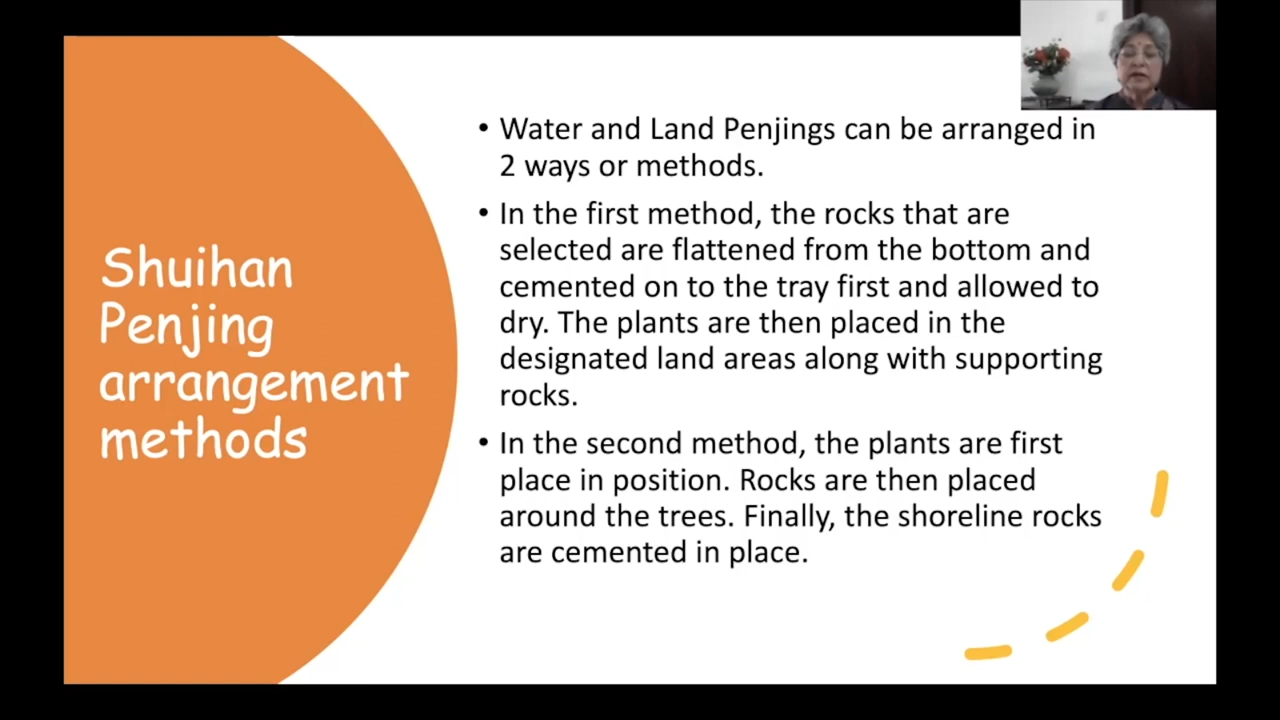 Shuihan
Penjing
arrangement
methods
• Water and Land Penjings can be arranged in
2 ways or methods.
• In the first method, the rocks that are
selected are flattened from the bottom and
cemented on to the tray first and allowed to
dry. The plants are then placed in the
designated land areas along with supporting
rocks.
• In the second method, the plants are first
place in position. Rocks are then placed
around the trees. Finally, the shoreline rocks
are cemented in place.